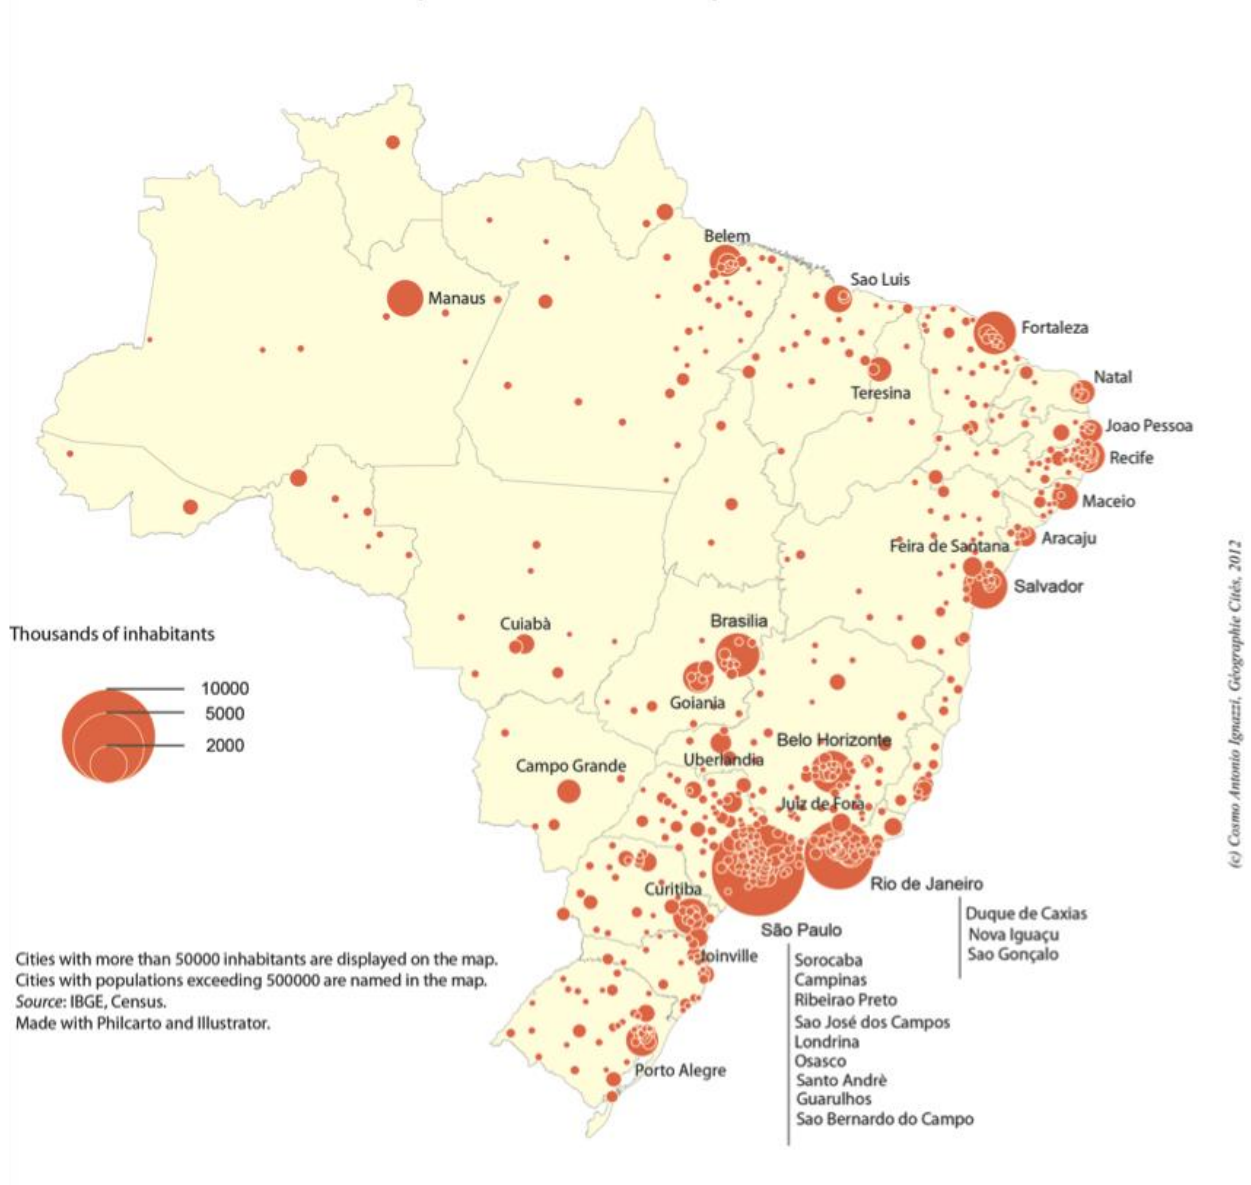 Belem
Sao Luis
Manaus
Fortaleza
Teresina
Natal
Joao Pessoa
Recife
Maceio
Aracaju
Feira de Santana
Salvador
Cuiabà
Brasilia
Goiania
Thousands of inhabitants
10000
5000
2000
Uberlandia
Belo Horizonte
Campo Grande
Juiz de Fora
Rio de Janeiro
Duque de Caxias
Nova Iguaçu
Sao Gonçalo
Curitiba
São Paulo
Sorocaba
Campinas
Ribeirao Preto
Sao José dos Campos
Londrina
Osasco
Santo Andrè
Guarulhos
Sao Bernardo do Campo
Joinville
Porto Alegre
Cities with more than 50000 inhabitants are displayed on the map.
Cities with populations exceeding 500000 are named in the map.
Source: IBGE, Census.
Made with Philcarto and Illustrator.
(c) Cosmo Antonio Ignazzi, Géographie Cités, 2012